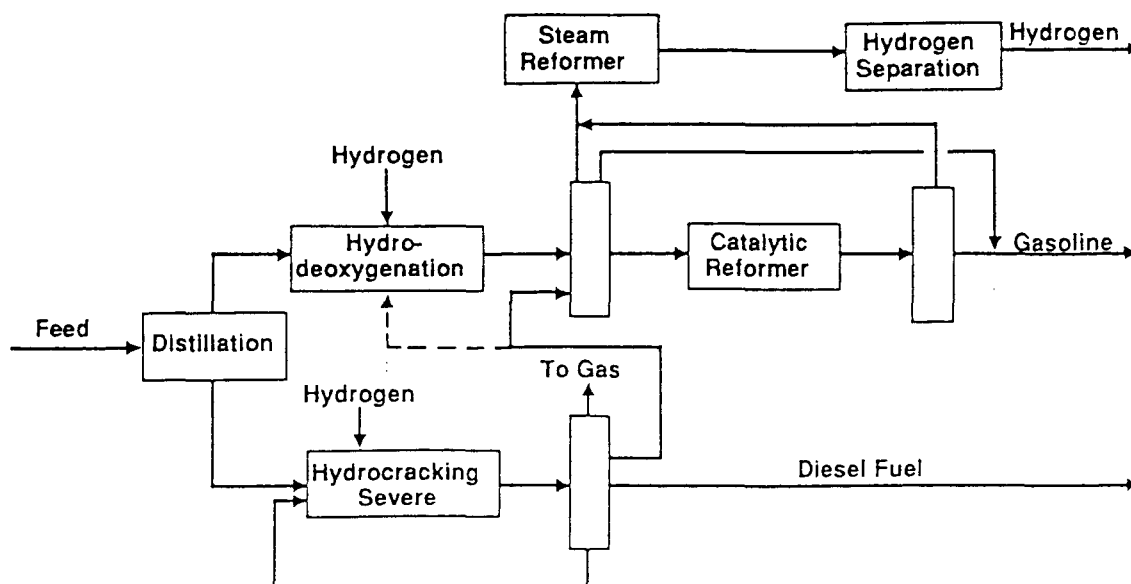 Steam
Reformer
Hydrogen
Separation
Hydrogen
Hydrogen
Hydro-
deoxygenation
Catalytic
Reformer
Gasoline
Feed
Distillation
To Gas
Hydrogen
Hydrocracking
Severe
Diesel Fuel